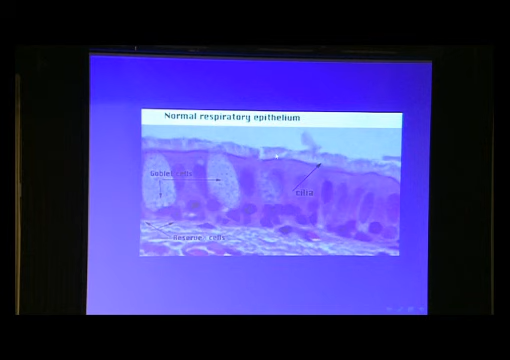 Normal respiratory epithelium
Goblet cells
cilia
Reserve cells